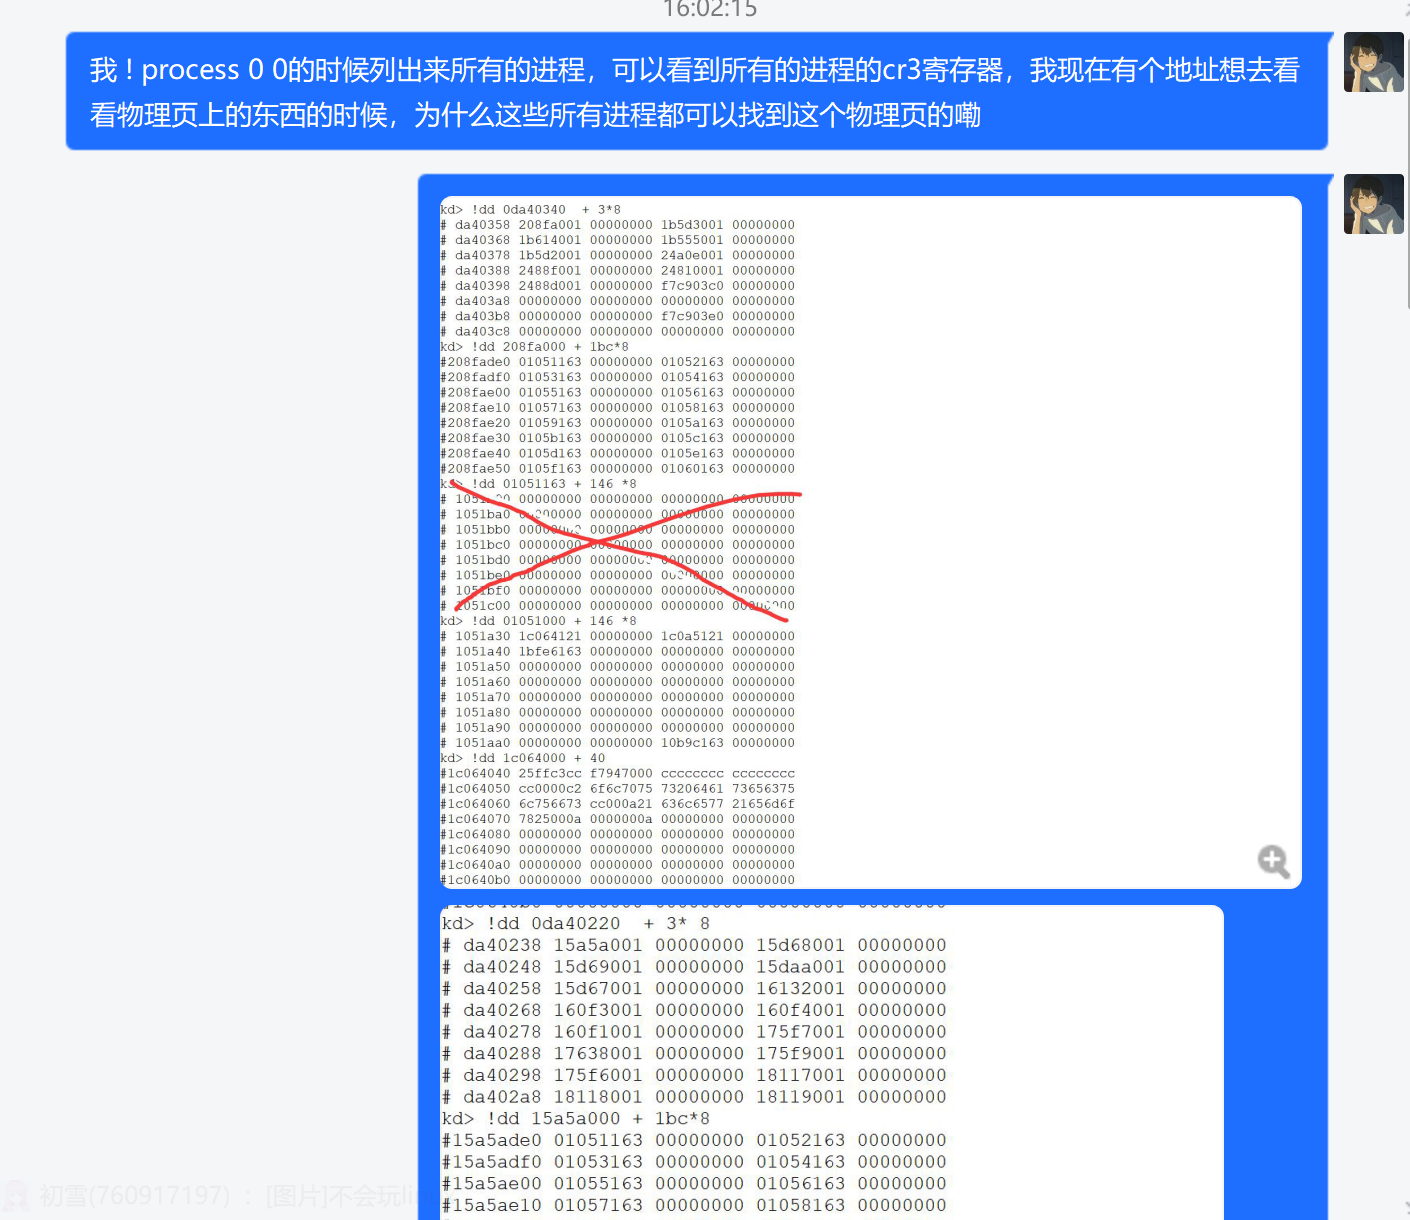 16:02:15
我！process 0 0的时候列出来所有的进程，可以看到所有的进程的cr3寄存器，我现在有个地址想去看
看物理页上的东西的时候，为什么这些所有进程都可以找到这个物理页的嘞
kd> !dd 0da40340  + 3*8
# da40358 208fa001 00000000 1b5d3001 00000000
# da40368 1b614001 00000000 1b555001 00000000
# da40378 1b5d2001 00000000 24a0e001 00000000
# da40388 2488f001 00000000 24810001 00000000
# da40398 2488d001 00000000 f7c903c0 00000000
# da403a8 00000000 00000000 00000000 00000000
# da403b8 00000000 00000000 f7c903e0 00000000
# da403c8 00000000 00000000 00000000 00000000
kd> !dd 208fa000 + 1bc*8
#208fade0 01051163 00000000 01052163 00000000
#208fadf0 01053163 00000000 01054163 00000000
#208fae00 01055163 00000000 01056163 00000000
#208fae10 01057163 00000000 01058163 00000000
#208fae20 01059163 00000000 0105a163 00000000
#208fae30 0105b163 00000000 0105c163 00000000
#208fae40 0105d163 00000000 0105e163 00000000
#208fae50 0105f163 00000000 01060163 00000000
kd> !dd 01051163 + 146 *8
# 00000000 00000000 00000000
# 1051ba0 00000000 00000000 00000000
# 1051bb0 00000000 00000000
# 1051bc0 00000000 00000000 00000000 00000000
# 1051bd0 00000000 00000000 00000000
# 1051be0 00000000 00000000 00000000
# 1051bf0 00000000 00000000 00000000 00000000
# 1051c00 00000000 00000000 00000000
kd> !dd 01051000 + 146 *8
# 1051a30 1c064121 00000000 1c0a5121 00000000
# 1051a40 1bfe6163 00000000 00000000 00000000
# 1051a50 00000000 00000000 00000000 00000000
# 1051a60 00000000 00000000 00000000 00000000
# 1051a70 00000000 00000000 00000000 00000000
# 1051a80 00000000 00000000 00000000 00000000
# 1051a90 00000000 00000000 00000000 00000000
# 1051aa0 00000000 00000000 10b9c163 00000000
kd> !dd 1c064000 + 40
#1c064040 25ffc3cc f7947000 cccccccc cccccccc
#1c064050 cc0000c2 6f6c7075 73206461 73656375
#1c064060 6c756673 cc000a21 636c6577 21656d6f
#1c064070 7825000a 0000000a 00000000 00000000
#1c064080 00000000 00000000 00000000 00000000
#1c064090 00000000 00000000 00000000 00000000
#1c0640a0 00000000 00000000 00000000 00000000
#1c0640b0 00000000 00000000 00000000 00000000
kd> !dd 0da40220  + 3* 8
# da40238 15a5a001 00000000 15d68001 00000000
# da40248 15d69001 00000000 15daa001 00000000
# da40258 15d67001 00000000 16132001 00000000
# da40268 160f3001 00000000 160f4001 00000000
# da40278 160f1001 00000000 175f7001 00000000
# da40288 17638001 00000000 175f9001 00000000
# da40298 175f6001 00000000 18117001 00000000
# da402a8 18118001 00000000 18119001 00000000
kd> !dd 15a5a000 + 1bc*8
#15a5ade0 01051163 00000000 01052163 00000000
#15a5adf0 01053163 00000000 01054163 00000000
#15a5ae00 01055163 00000000 01056163 00000000
#15a5ae10 01057163 00000000 01058163 00000000
初雪(760917197) ：[图片]不会玩